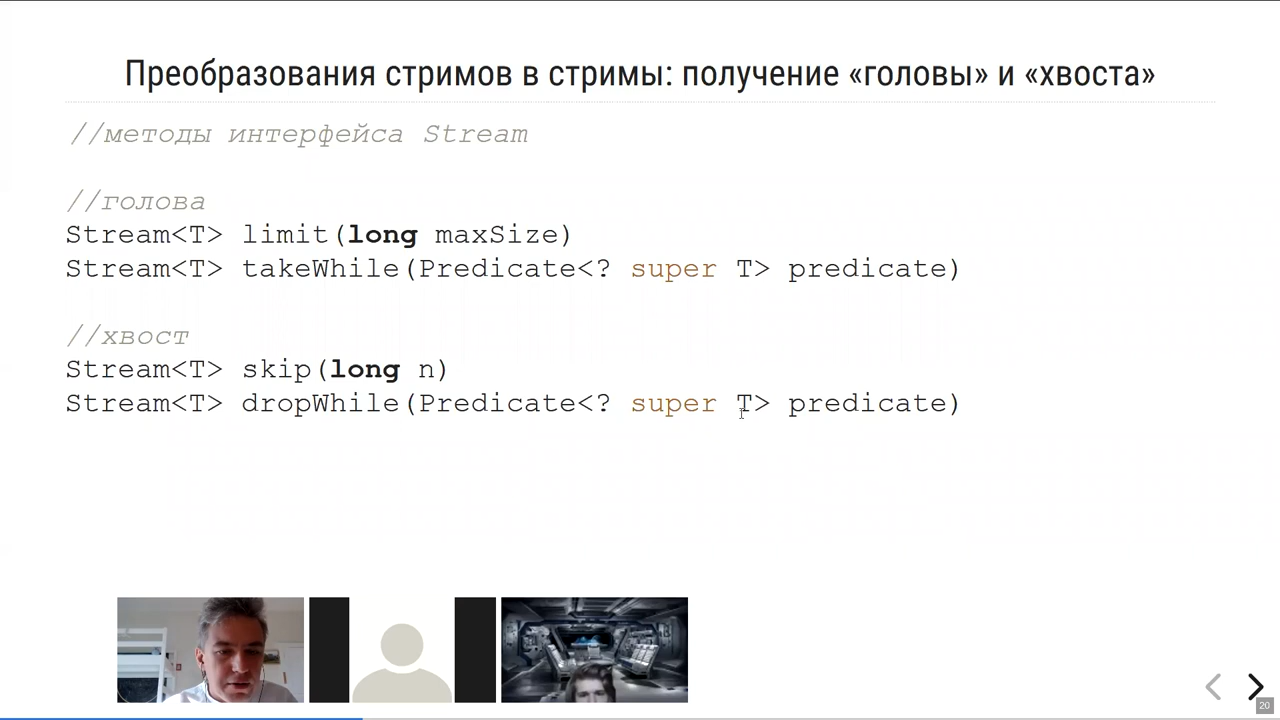 Преобразования стримов в стримы: получение «головы» и «хвоста»
//методы интерфейса Stream
//голова
Stream<T> limit(long maxSize)
Stream<T> takeWhile(Predicate<? super T> predicate)
//хвост
Stream<T> skip(long n)
Stream<T> dropWhile(Predicate<? super T> predicate)
20